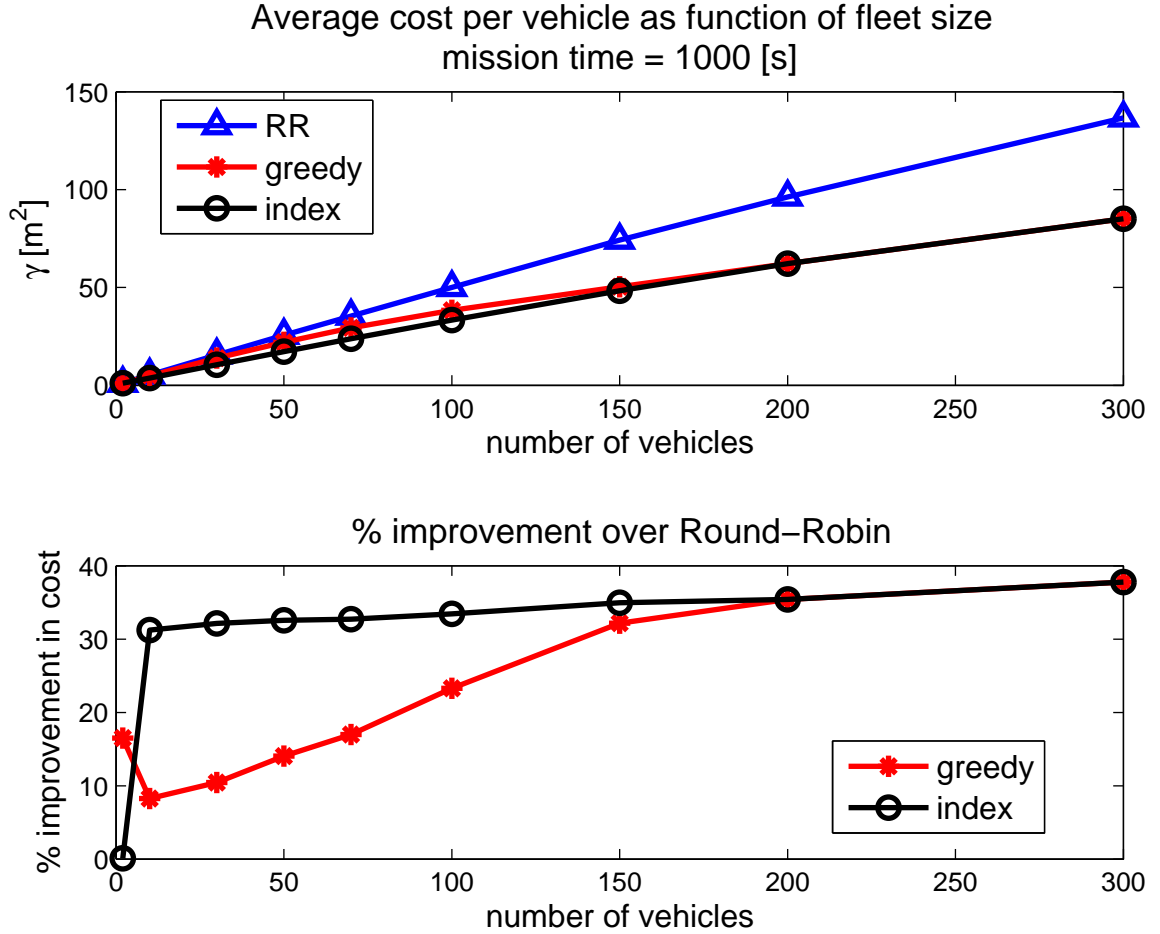 Average cost per vehicle as function of fleet size
mission time = 1000 [s]
γ [m²]
150
100
50
0
RR
greedy
index
0 50 100 150 200 250 300
number of vehicles
% improvement over Round−Robin
% improvement in cost
40
30
20
10
0
greedy
index
0 50 100 150 200 250 300
number of vehicles